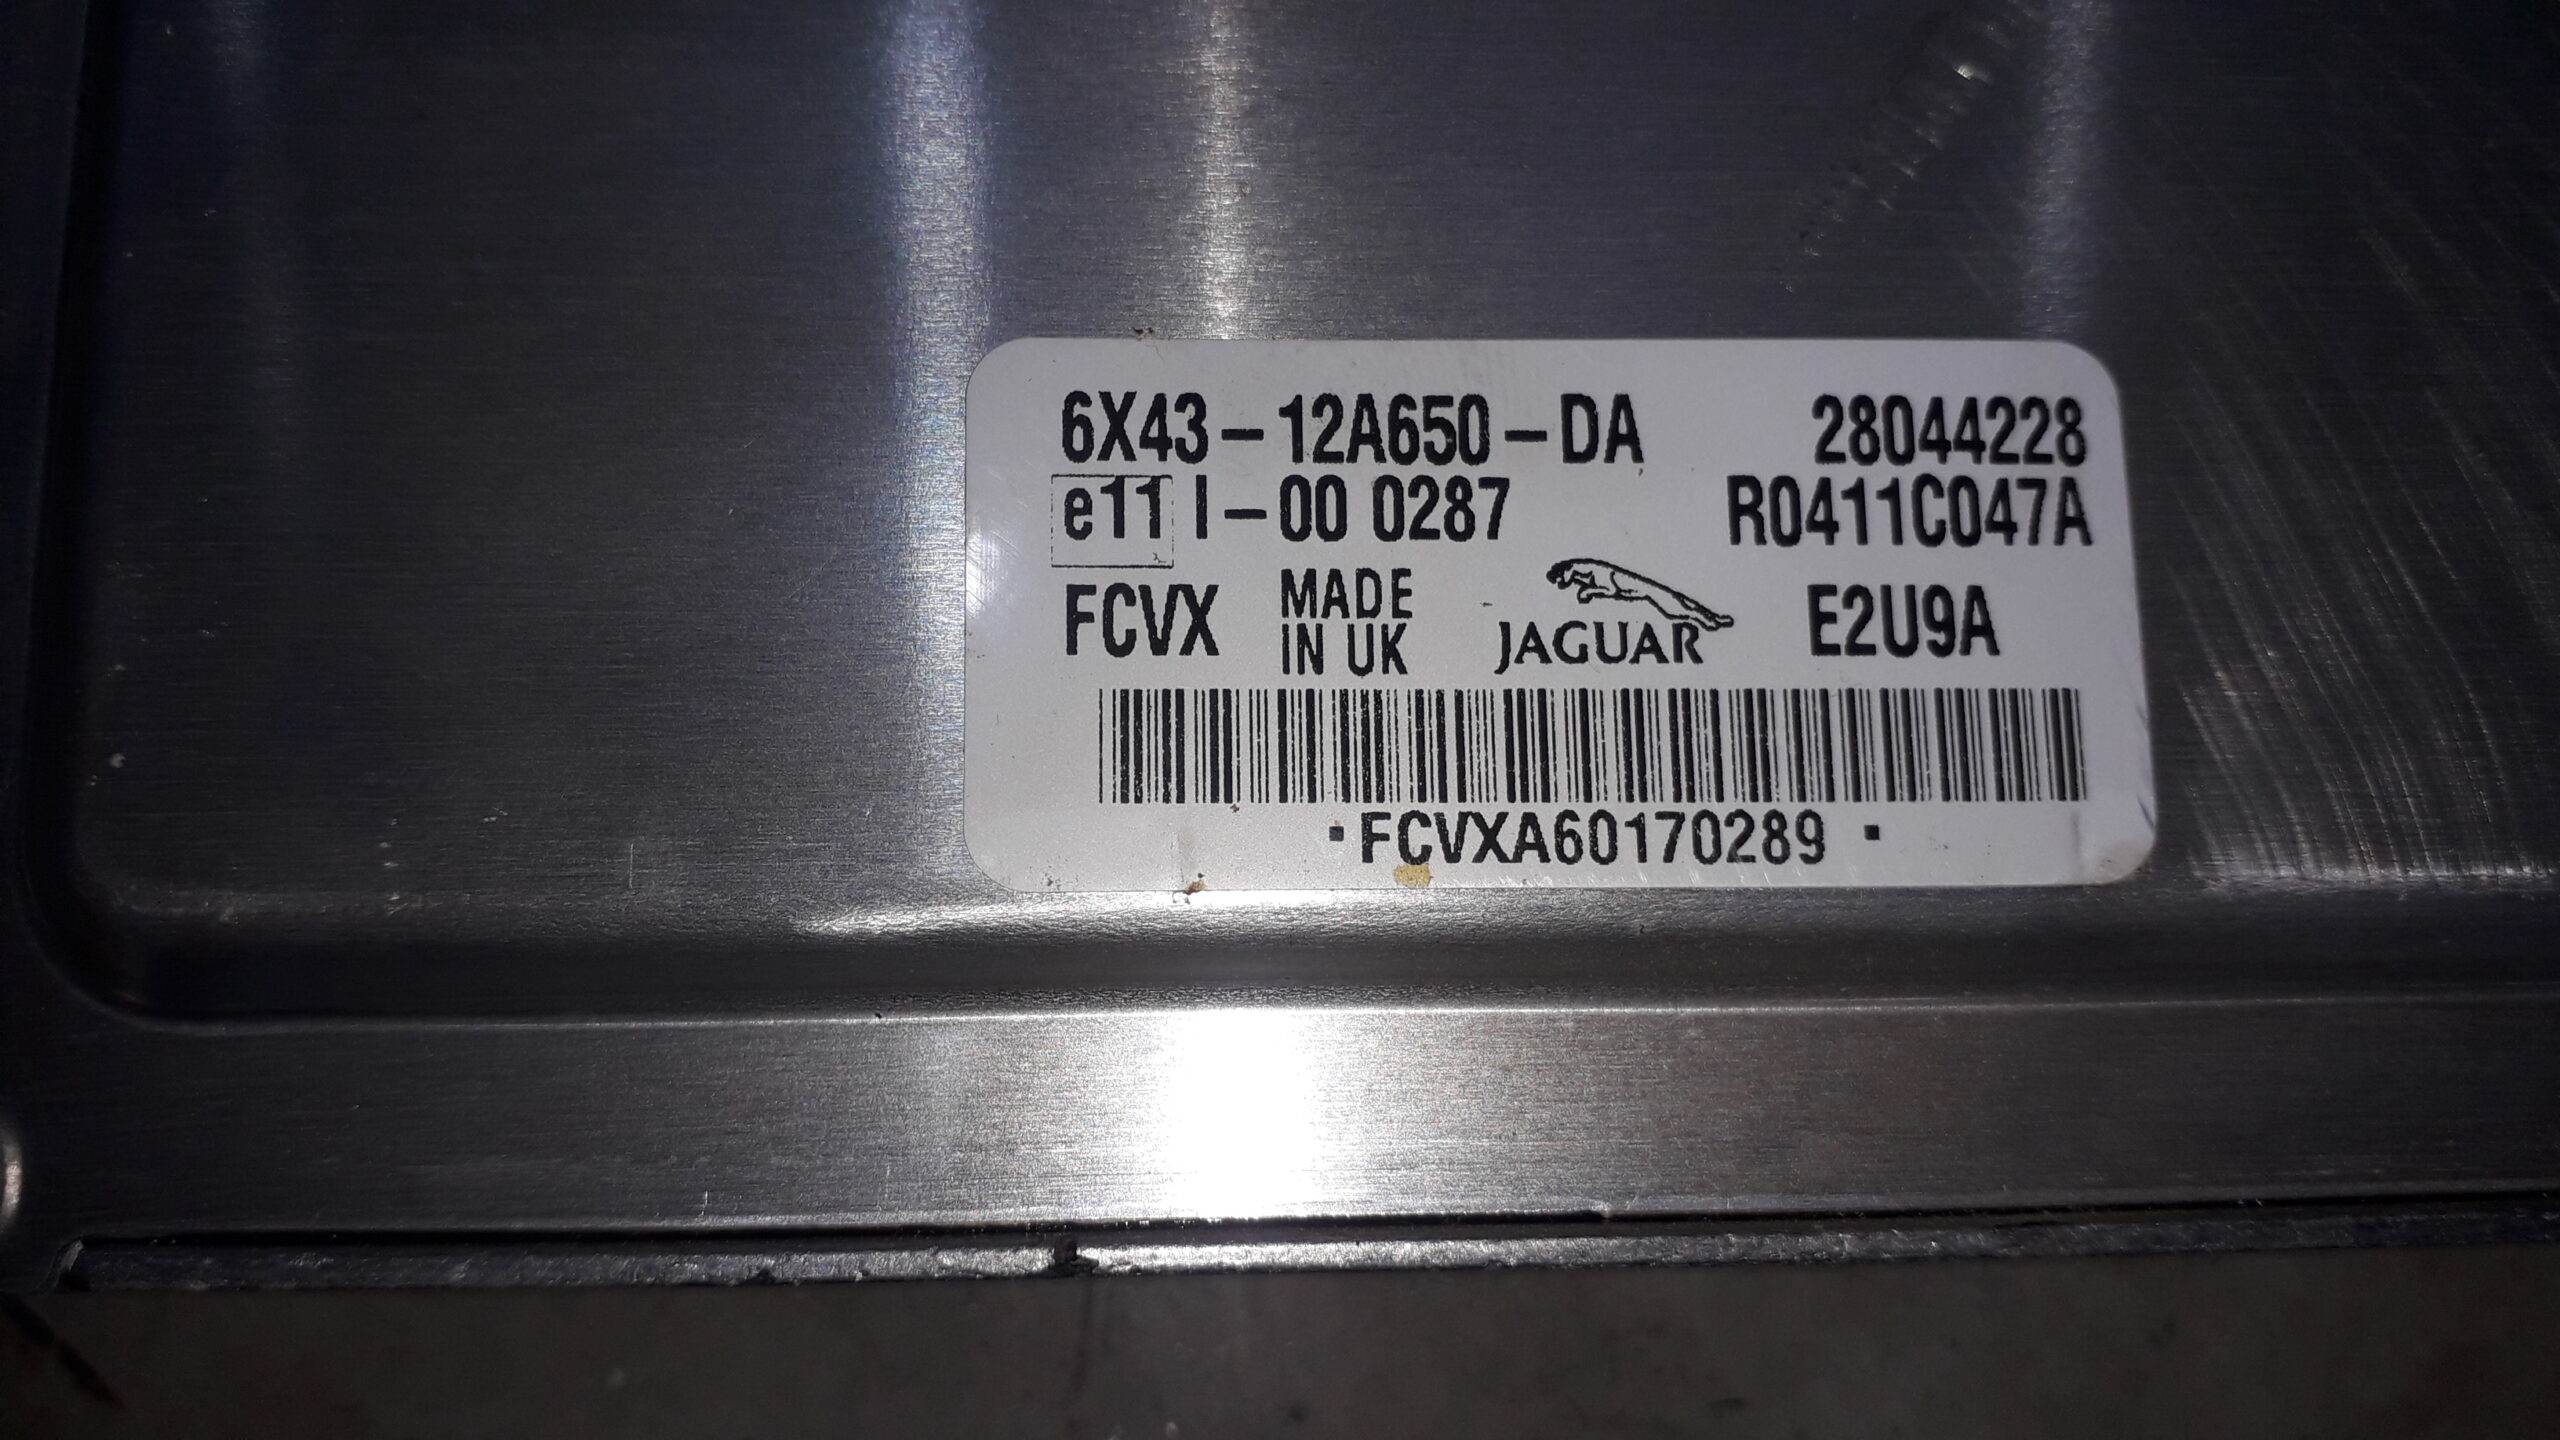 6X43-12A650-DA 28044228
e11 I-00 0287 R0411C047A
FCVX MADE IN UK JAGUAR E2U9A
·FCVXA60170289 ·